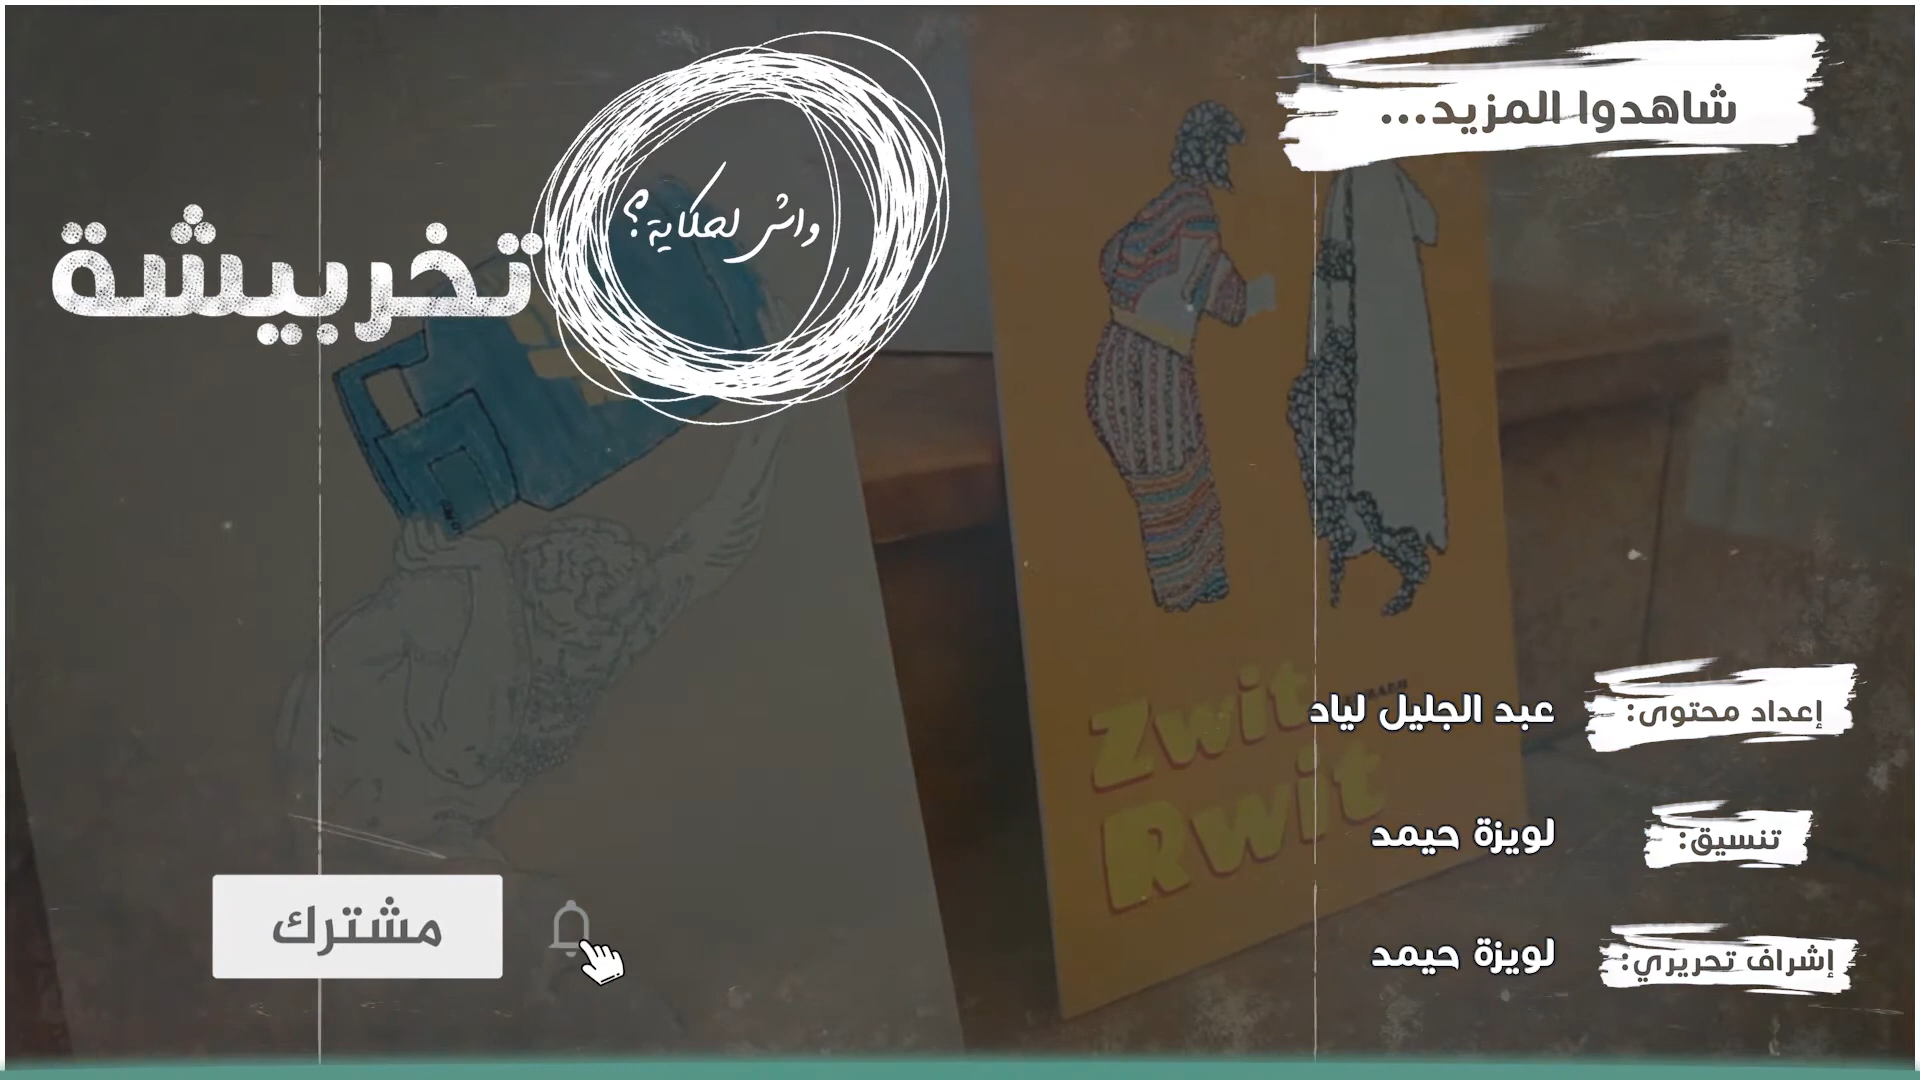 شاهدوا المزيد...
واش لحكاية؟
تخربيشة
Zwit
Rwit
إعداد محتوى: عبد الجليل لياد
تنسيق: لويزة حيمد
إشراف تحريري: لويزة حيمد
مشترك